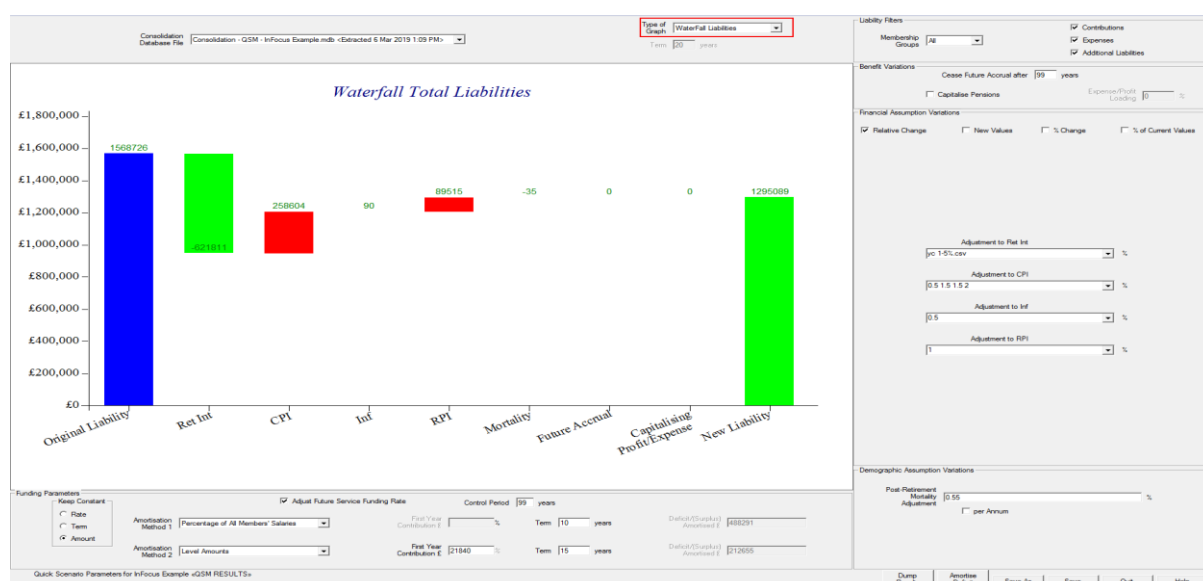 Consolidation Database File
Consolidation - QSM - InFocus Example.mdb <Extracted 6 Mar 2019 1:09 PM>
Type of Graph
WaterFall Liabilities
Term 20 years
Liability Filters
Membership Groups
All
Contributions
Expenses
Additional Liabilities
Benefit Variations
Cease Future Accrual after 99 years
Capitalise Pensions
Expense/Profit Loading 0 %
Financial Assumption Variations
Relative Change
New Values
% Change
% of Current Values
Waterfall Total Liabilities
£1,800,000
£1,600,000
£1,400,000
£1,200,000
£1,000,000
£800,000
£600,000
£400,000
£200,000
£0
1568726
-621811
258604
90
89515
-35
0
0
1295089
Original Liability
Ret Int
CPI
Inf
RPI
Mortality
Future Accrual
Capitalising Profit/Expense
New Liability
Adjustment to Ret Int
yc 1-5%.csv %
Adjustment to CPI
0.5 1.5 1.5 2 %
Adjustment to Inf
0.5 %
Adjustment to RPI
1 %
Demographic Assumption Variations
Post-Retirement Mortality Adjustment
0.55 %
per Annum
Funding Parameters
Keep Constant
Rate
Term
Amount
Adjust Future Service Funding Rate
Control Period 99 years
Amortisation Method 1
Percentage of All Members' Salaries
First Year Contribution £ %
Term 10 years
Deficit/(Surplus) Amortised £ 488291
Amortisation Method 2
Level Amounts
First Year Contribution £ 21840 %
Term 15 years
Deficit/(Surplus) Amortised £ 212655
Quick Scenario Parameters for InFocus Example «QSM RESULTS»
Dump
Amortise